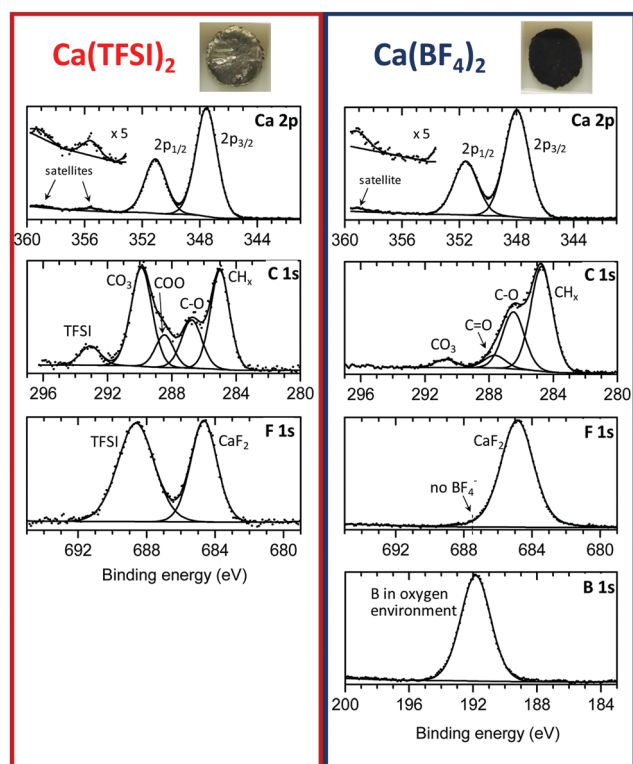 Ca(TFSI)2
Ca 2p
x 5
2p1/2
2p3/2
satellites
360 356 352 348 344
C 1s
CO3
COO
C-O
CHx
TFSI
296 292 288 284 280
F 1s
TFSI
CaF2
692 688 684 680
Binding energy (eV)
Ca(BF4)2
Ca 2p
x 5
2p1/2
2p3/2
satellite
360 356 352 348 344
C 1s
C-O
CHx
C=O
CO3
296 292 288 284 280
F 1s
CaF2
no BF4-
692 688 684 680
B 1s
B in oxygen
environment
200 196 192 188 184
Binding energy (eV)